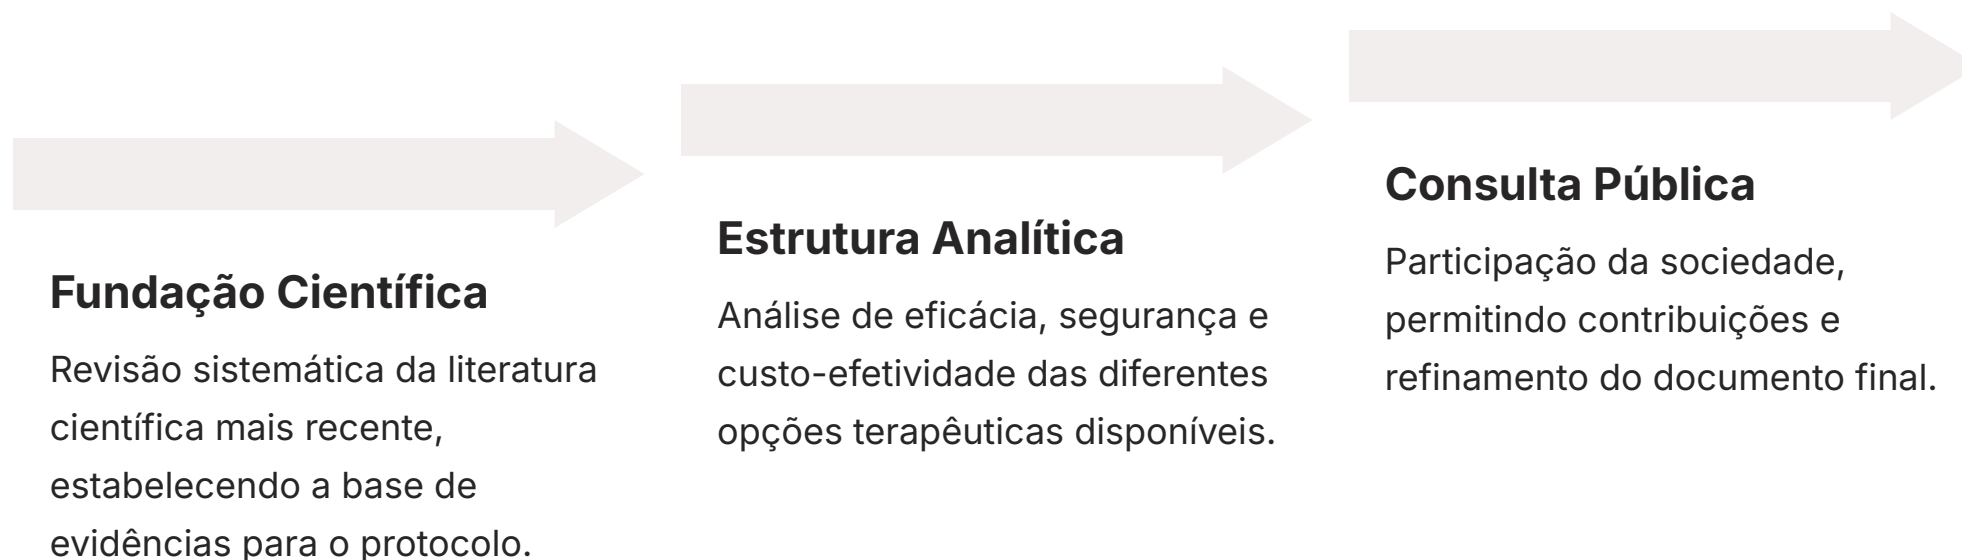 Fundação Científica
Revisão sistemática da literatura
científica mais recente,
estabelecendo a base de
evidências para o protocolo.
Estrutura Analítica
Análise de eficácia, segurança e
custo-efetividade das diferentes
opções terapêuticas disponíveis.
Consulta Pública
Participação da sociedade,
permitindo contribuições e
refinamento do documento final.